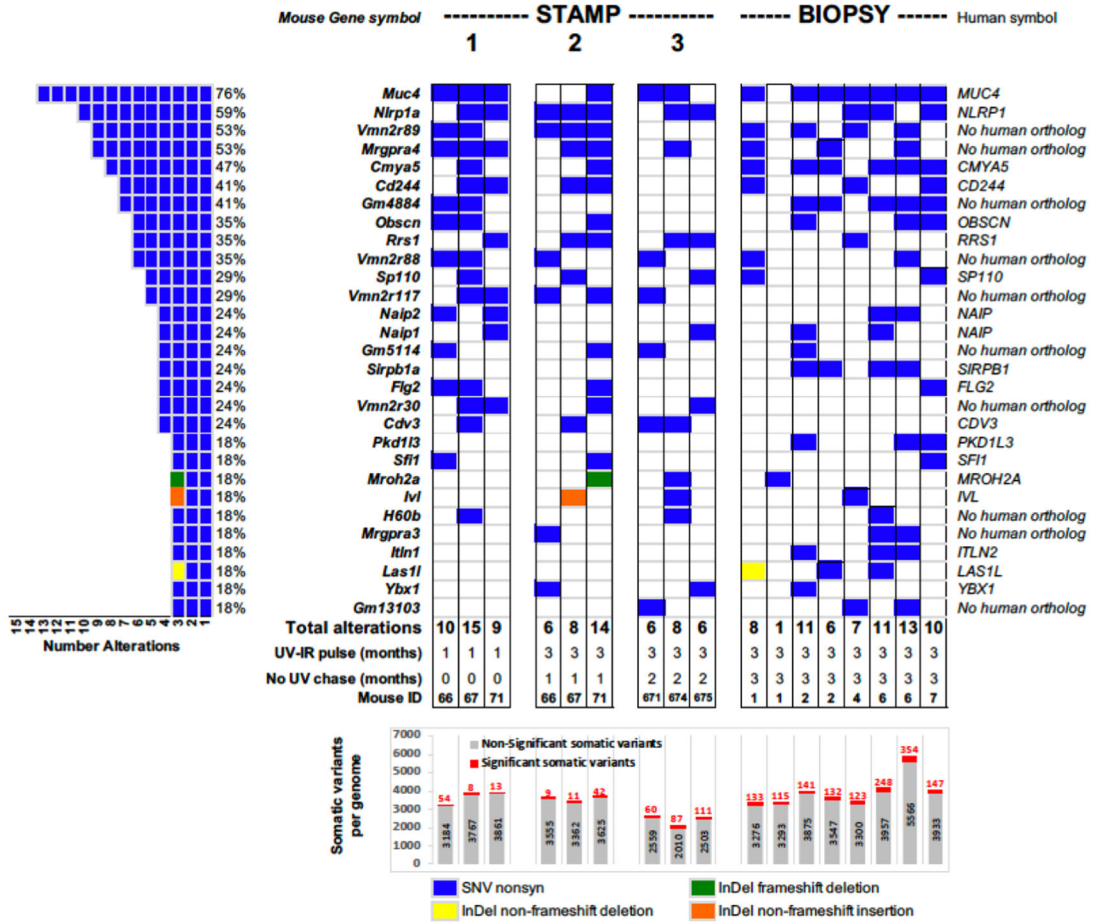 Mouse Gene symbol ---------- STAMP ---------- ------ BIOPSY ------ Human symbol
1 2 3
76% Muc4 MUC4
59% Nlrp1a NLRP1
53% Vmn2r89 No human ortholog
53% Mrgpra4 No human ortholog
47% Cmya5 CMYA5
41% Cd244 CD244
41% Gm4884 No human ortholog
35% Obscn OBSCN
35% Rrs1 RRS1
35% Vmn2r88 No human ortholog
29% Sp110 SP110
29% Vmn2r117 No human ortholog
24% Naip2 NAIP
24% Naip1 NAIP
24% Gm5114 No human ortholog
24% Sirpb1a SIRPB1
24% Flg2 FLG2
24% Vmn2r30 No human ortholog
24% Cdv3 CDV3
18% Pkd1l3 PKD1L3
18% Sfi1 SFI1
18% Mroh2a MROH2A
18% Ivl IVL
18% H60b No human ortholog
18% Mrgpra3 No human ortholog
18% Itln1 ITLN2
18% Las1l LAS1L
18% Ybx1 YBX1
18% Gm13103 No human ortholog
15 14 13 12 11 10 9 8 7 6 5 4 3 2 1
Number Alterations
Total alterations 10 15 9 6 8 14 6 8 6 8 1 11 6 7 11 13 10
UV-IR pulse (months) 1 1 1 3 3 3 3 3 3 3 3 3 3 3 3 3 3
No UV chase (months) 0 0 0 1 1 1 2 2 2 3 3 3 3 3 3 3 3
Mouse ID 66 67 71 66 67 71 671 674 675 1 1 2 2 4 6 6 7
Somatic variants per genome
7000
6000
5000
4000
3000
2000
1000
0
Non-Significant somatic variants
Significant somatic variants
54 8 13 9 11 42 60 87 111 133 115 141 132 123 248 354 147
3184 3767 3861 3555 3362 3625 2559 2010 2503 3276 3293 3875 3547 3300 3957 5566 3933
SNV nonsyn InDel frameshift deletion
InDel non-frameshift deletion InDel non-frameshift insertion